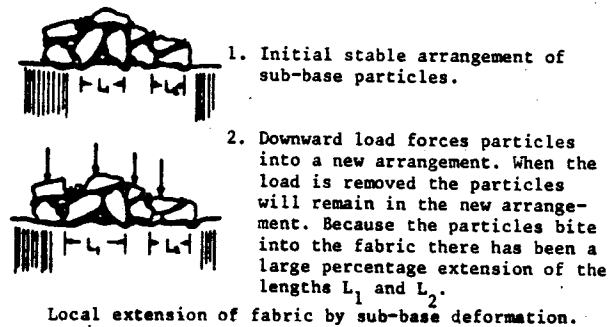 1. Initial stable arrangement of
sub-base particles.
L₁
L₂
2. Downward load forces particles
into a new arrangement. When the
load is removed the particles
will remain in the new arrange-
ment. Because the particles bite
into the fabric there has been a
large percentage extension of the
lengths L₁ and L₂.
L₁
L₂
Local extension of fabric by sub-base deformation.